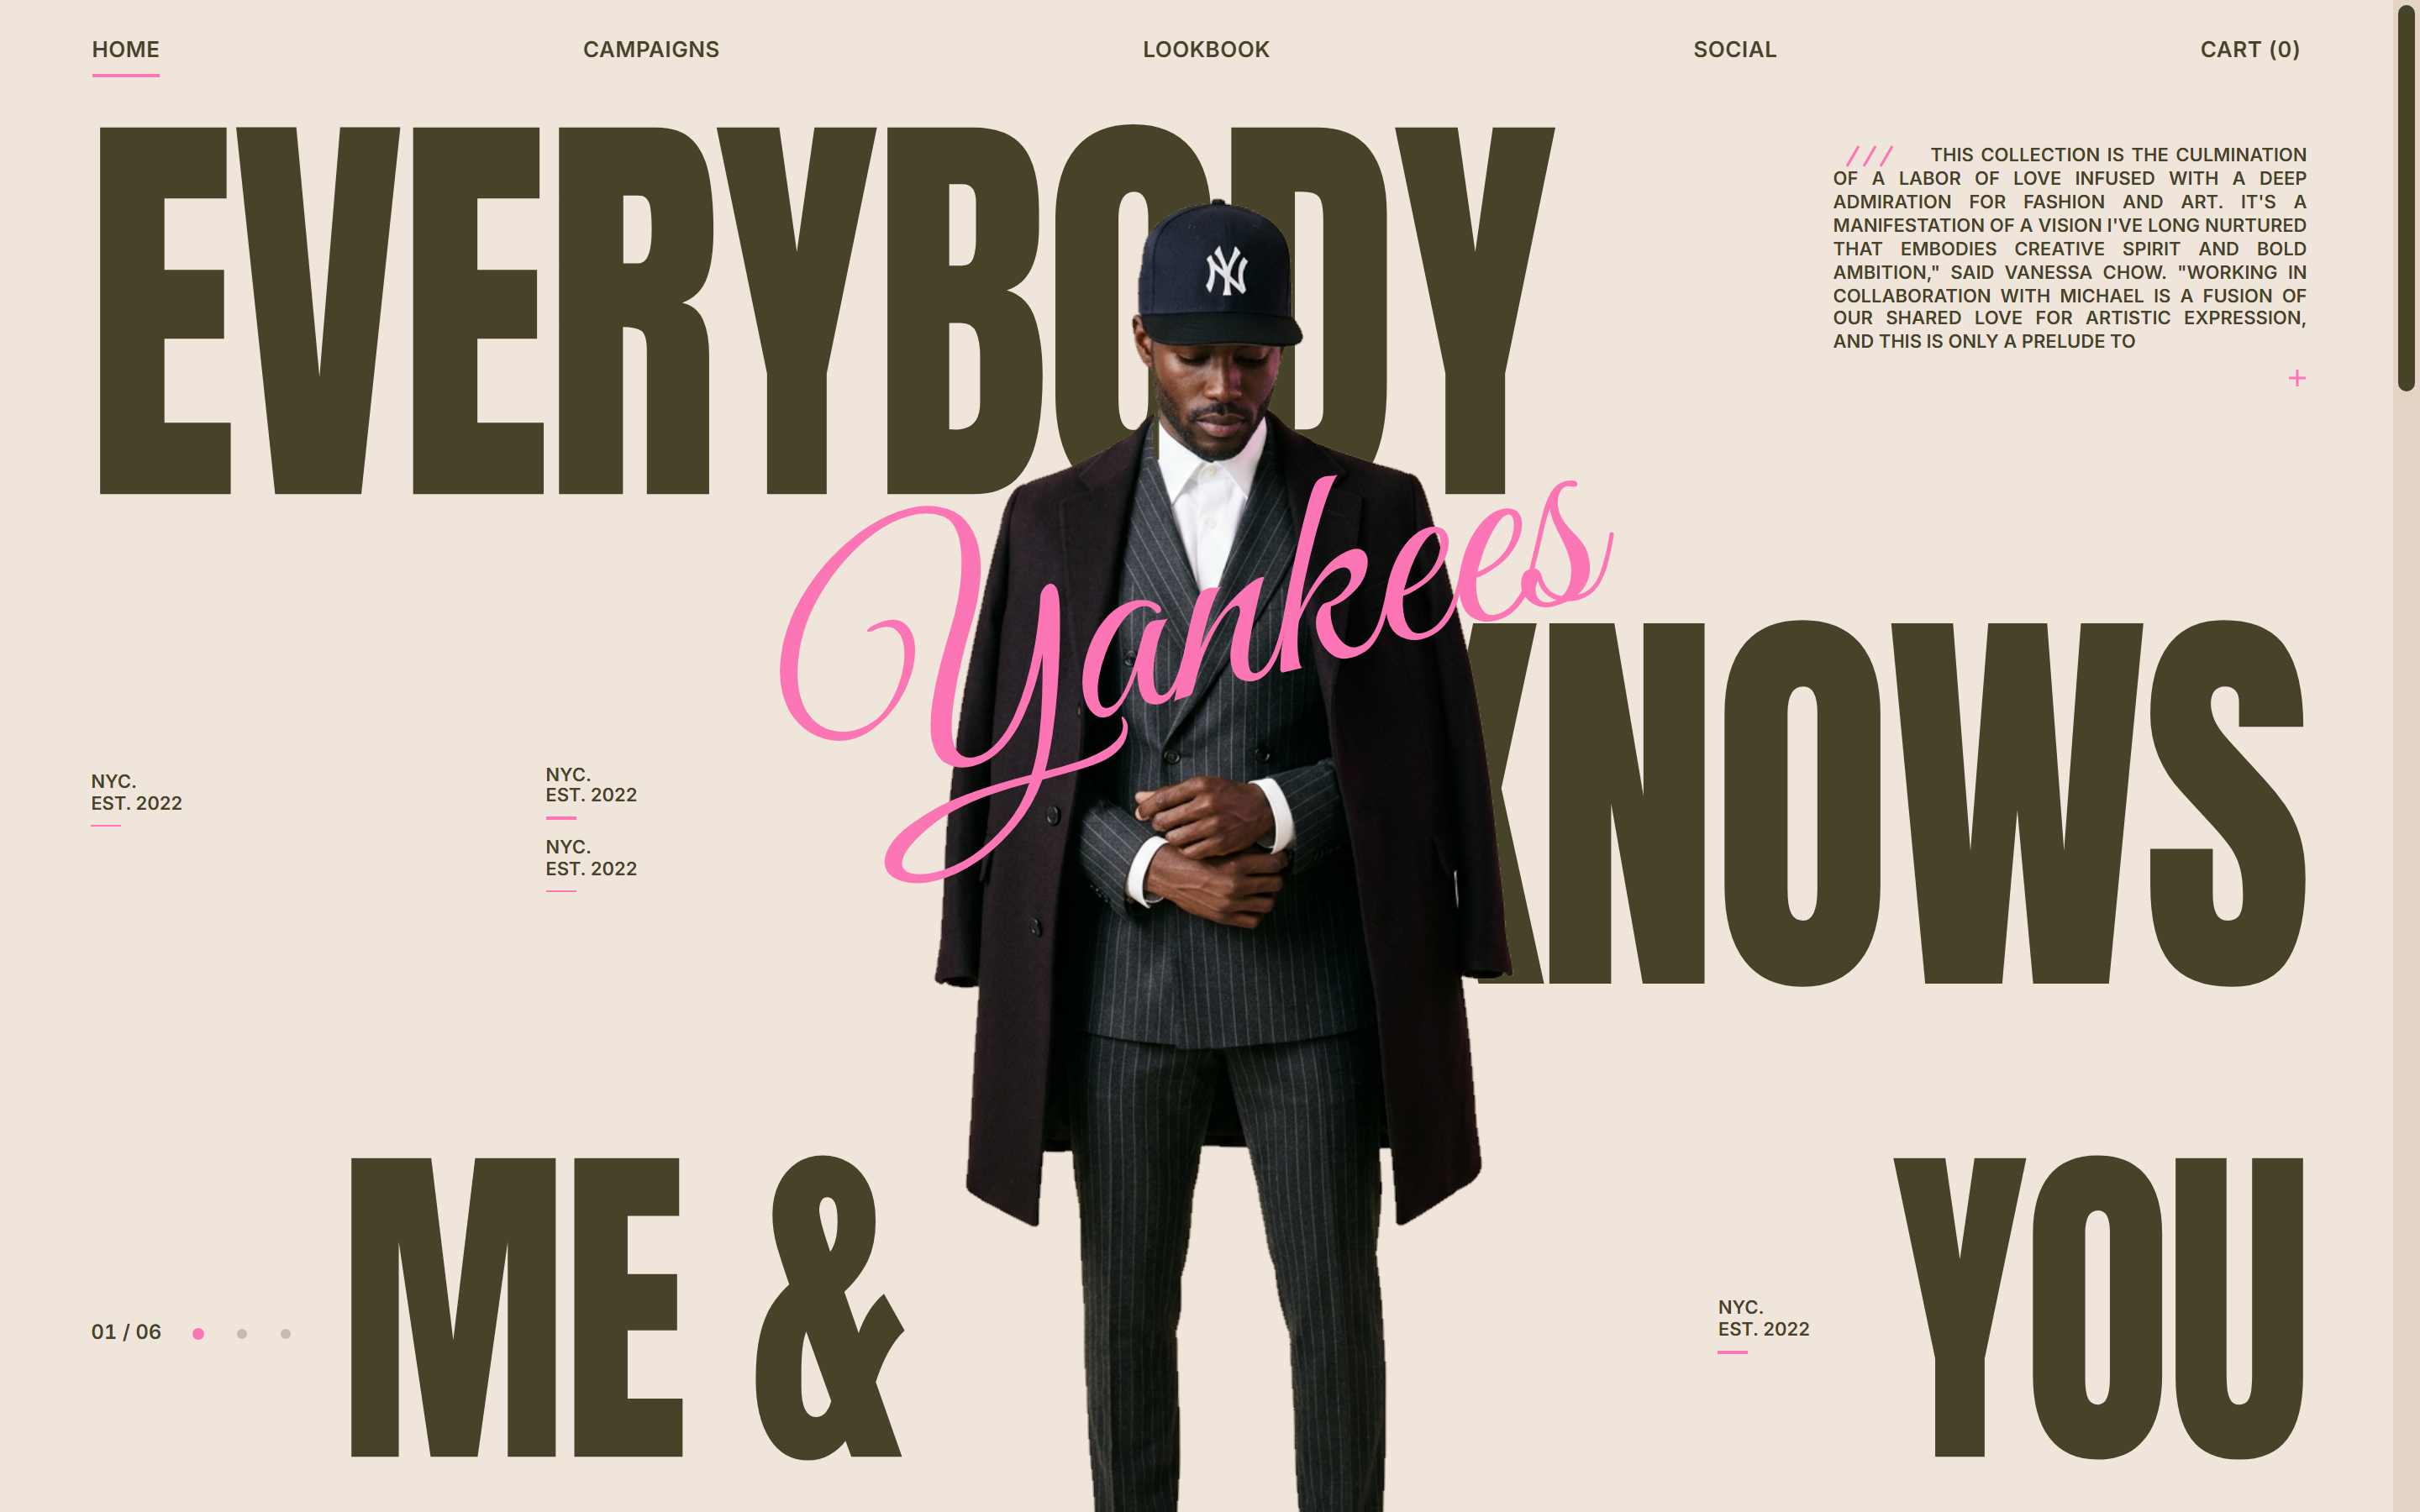 HOME
CAMPAIGNS
LOOKBOOK
SOCIAL
CART (0)
EVERYBODY
/// THIS COLLECTION IS THE CULMINATION
OF A LABOR OF LOVE INFUSED WITH A DEEP
ADMIRATION FOR FASHION AND ART. IT'S A
MANIFESTATION OF A VISION I'VE LONG NURTURED
THAT EMBODIES CREATIVE SPIRIT AND BOLD
AMBITION," SAID VANESSA CHOW. "WORKING IN
COLLABORATION WITH MICHAEL IS A FUSION OF
OUR SHARED LOVE FOR ARTISTIC EXPRESSION,
AND THIS IS ONLY A PRELUDE TO
+
NY
Yankees
KNOWS
NYC.
EST. 2022
NYC.
EST. 2022
NYC.
EST. 2022
ME &
YOU
01 / 06
NYC.
EST. 2022